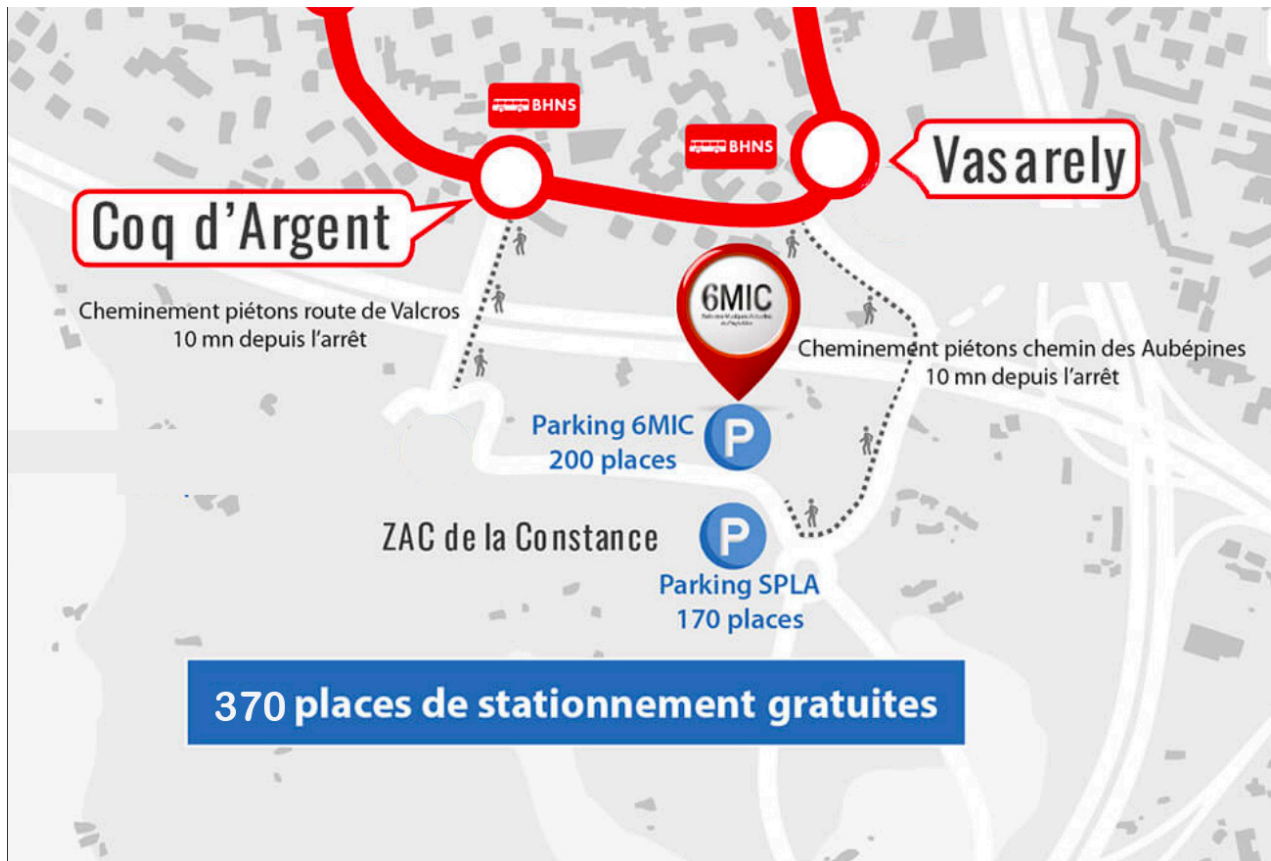 BHNS
BHNS
Vasarely
Coq d'Argent
6MIC
Cheminement piétons route de Valcros
10 mn depuis l'arrêt
Cheminement piétons chemin des Aubépines
10 mn depuis l'arrêt
Parking 6MIC
200 places
P
ZAC de la Constance
P
Parking SPLA
170 places
370 places de stationnement gratuites